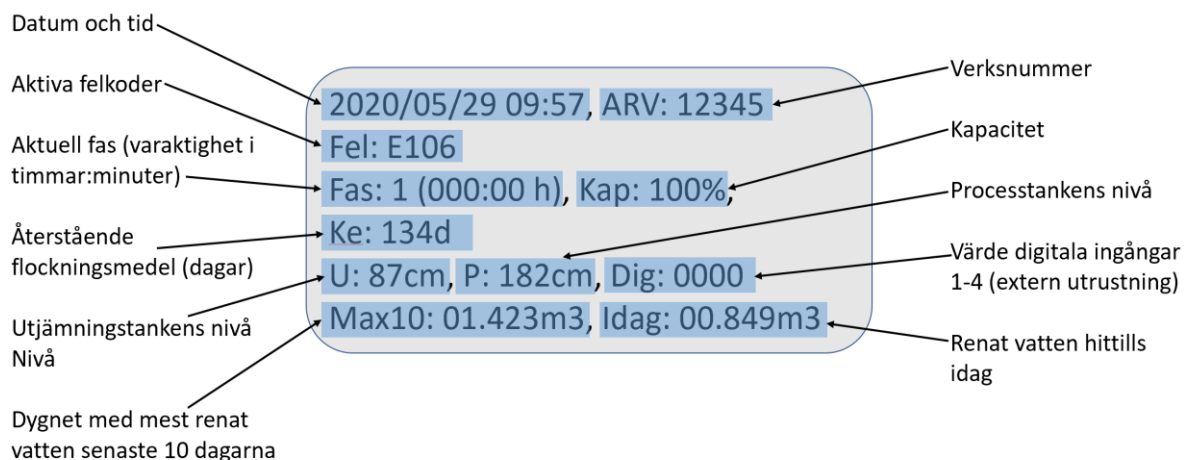 Datum och tid
Aktiva felkoder
Aktuell fas (varaktighet i
timmar:minuter)
Återstående
flockningsmedel (dagar)
Utjämningstankens nivå
Nivå
Dygnet med mest renat
vatten senaste 10 dagarna
2020/05/29 09:57, ARV: 12345
Fel: E106
Fas: 1 (000:00 h), Kap: 100%,
Ke: 134d
U: 87cm, P: 182cm, Dig: 0000
Max10: 01.423m3, Idag: 00.849m3
Verksnummer
Kapacitet
Processtankens nivå
Värde digitala ingångar
1-4 (extern utrustning)
Renat vatten hittills
idag